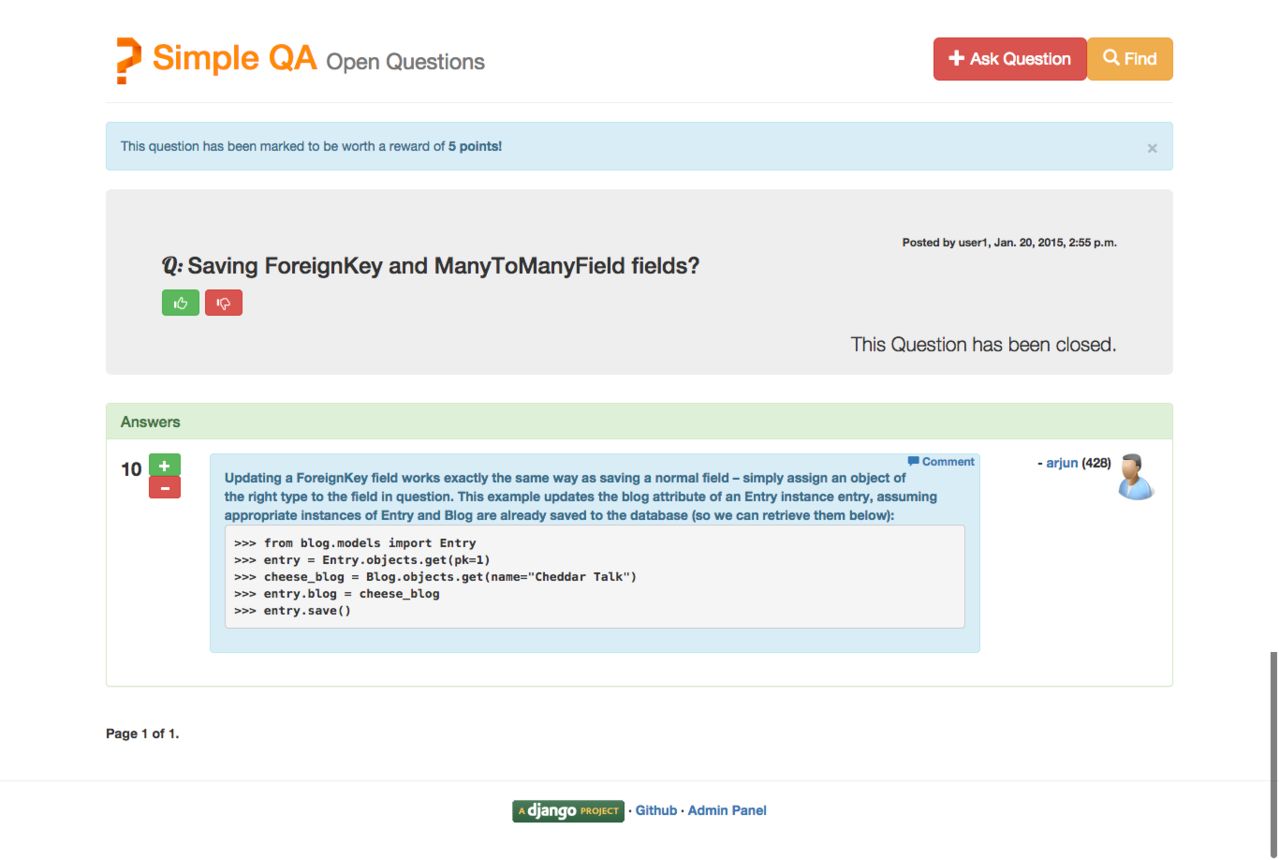 ? Simple QA Open Questions
+ Ask Question
Find
This question has been marked to be worth a reward of 5 points!
×
Posted by user1, Jan. 20, 2015, 2:55 p.m.
Q: Saving ForeignKey and ManyToManyField fields?
This Question has been closed.
Answers
10
+
-
Comment
- arjun (428)
Updating a ForeignKey field works exactly the same way as saving a normal field – simply assign an object of
the right type to the field in question. This example updates the blog attribute of an Entry instance entry, assuming
appropriate instances of Entry and Blog are already saved to the database (so we can retrieve them below):
>>> from blog.models import Entry
>>> entry = Entry.objects.get(pk=1)
>>> cheese_blog = Blog.objects.get(name="Cheddar Talk")
>>> entry.blog = cheese_blog
>>> entry.save()
Page 1 of 1.
A django PROJECT · Github · Admin Panel